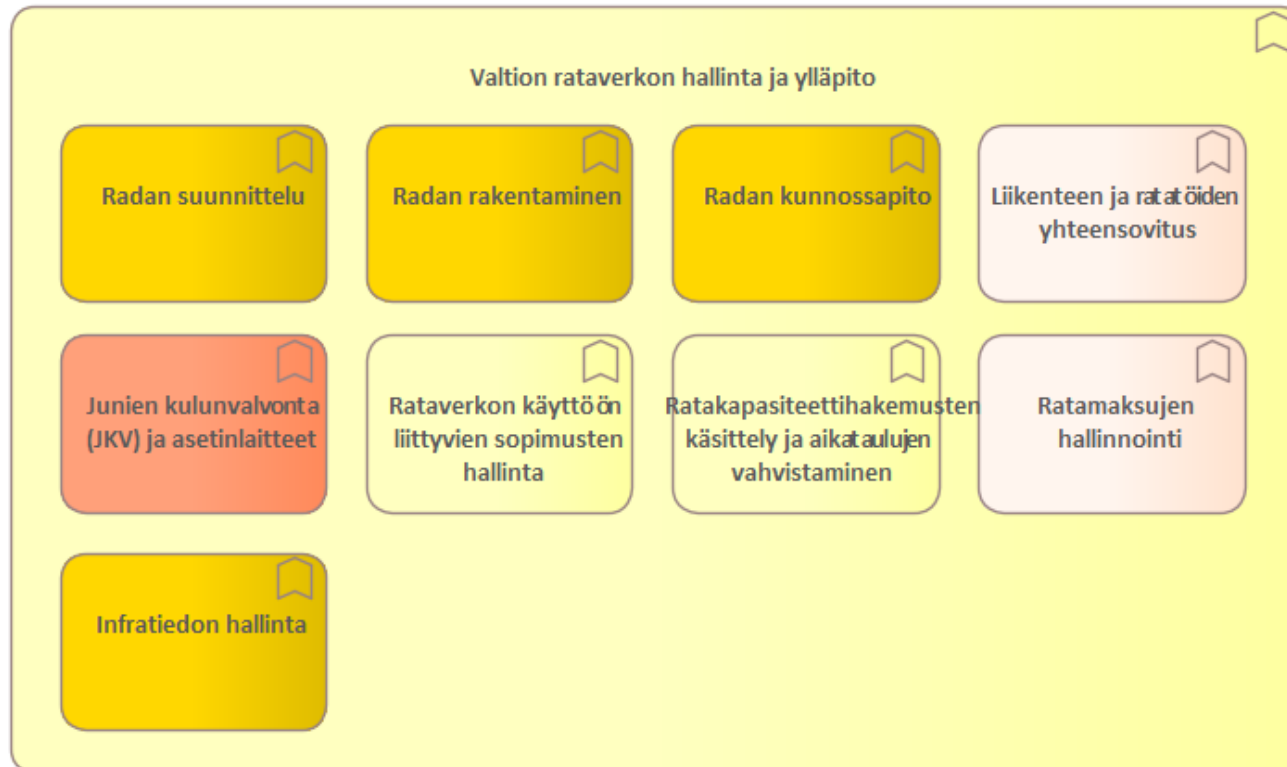 Valtion rataverkon hallinta ja ylläpito
Radan suunnittelu
Radan rakentaminen
Radan kunnossapito
Liikenteen ja ratatöiden
yhteensovitus
Junien kulunvalvonta
(JKV) ja asetinlaitteet
Rataverkon käyttöön
liittyvien sopimusten
hallinta
Ratakapasiteettihakemusten
käsittely ja aikataulujen
vahvistaminen
Ratamaksujen
hallinnointi
Infratiedon hallinta